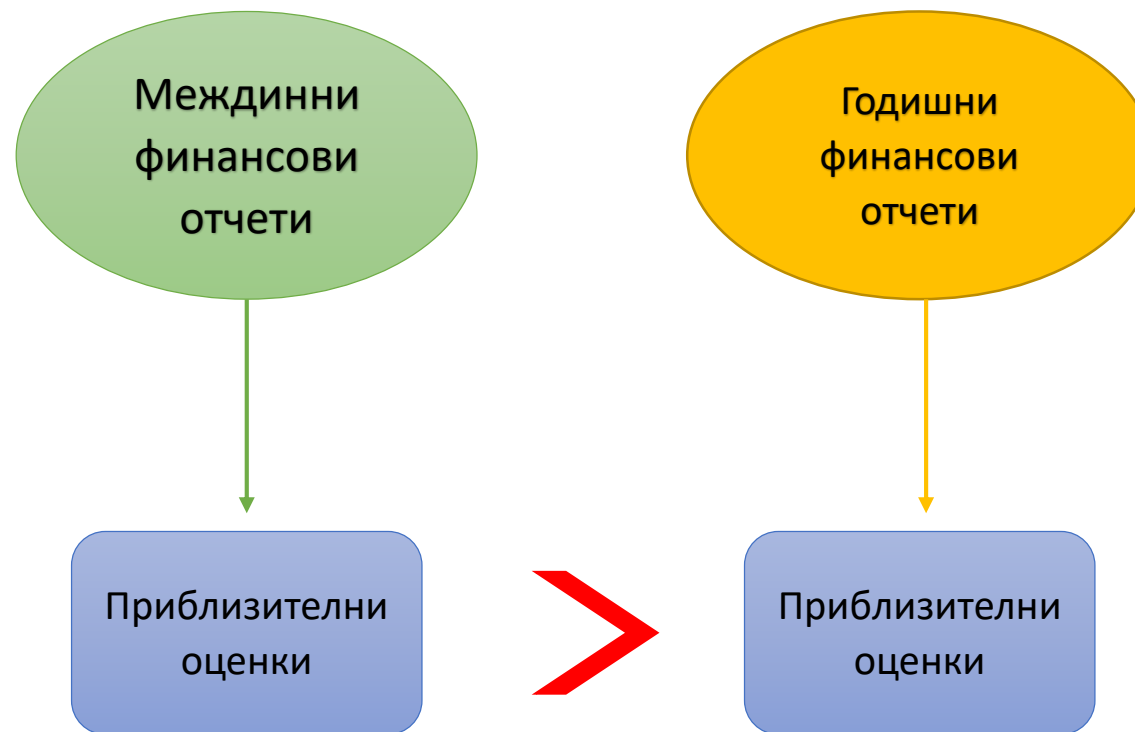 Междинни
финансови
отчети
Годишни
финансови
отчети
Приблизителни
оценки
>
Приблизителни
оценки